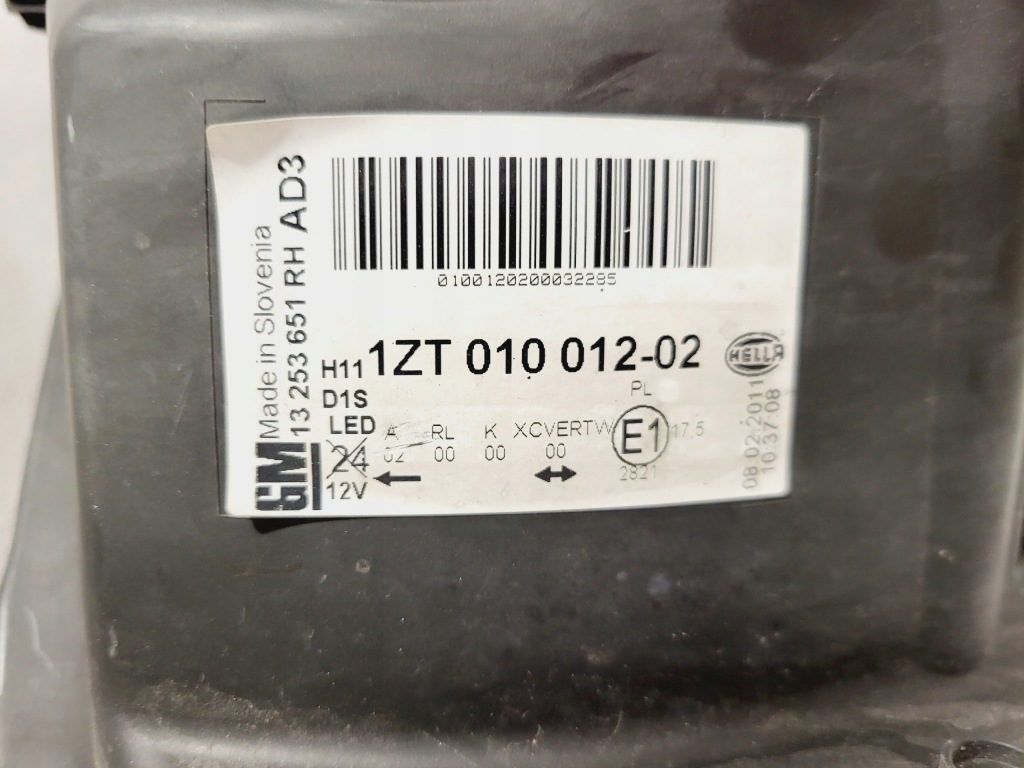 GM
Made in Slovenia
13 253 651 RH AD3
0100120200032285
H11 1ZT 010 012-02
HELLA
D1S
PL
LED
A RL K XCVERTW E1 17,5
24 02 00 00 00
2821
12V
08.02.2011
10:37:08